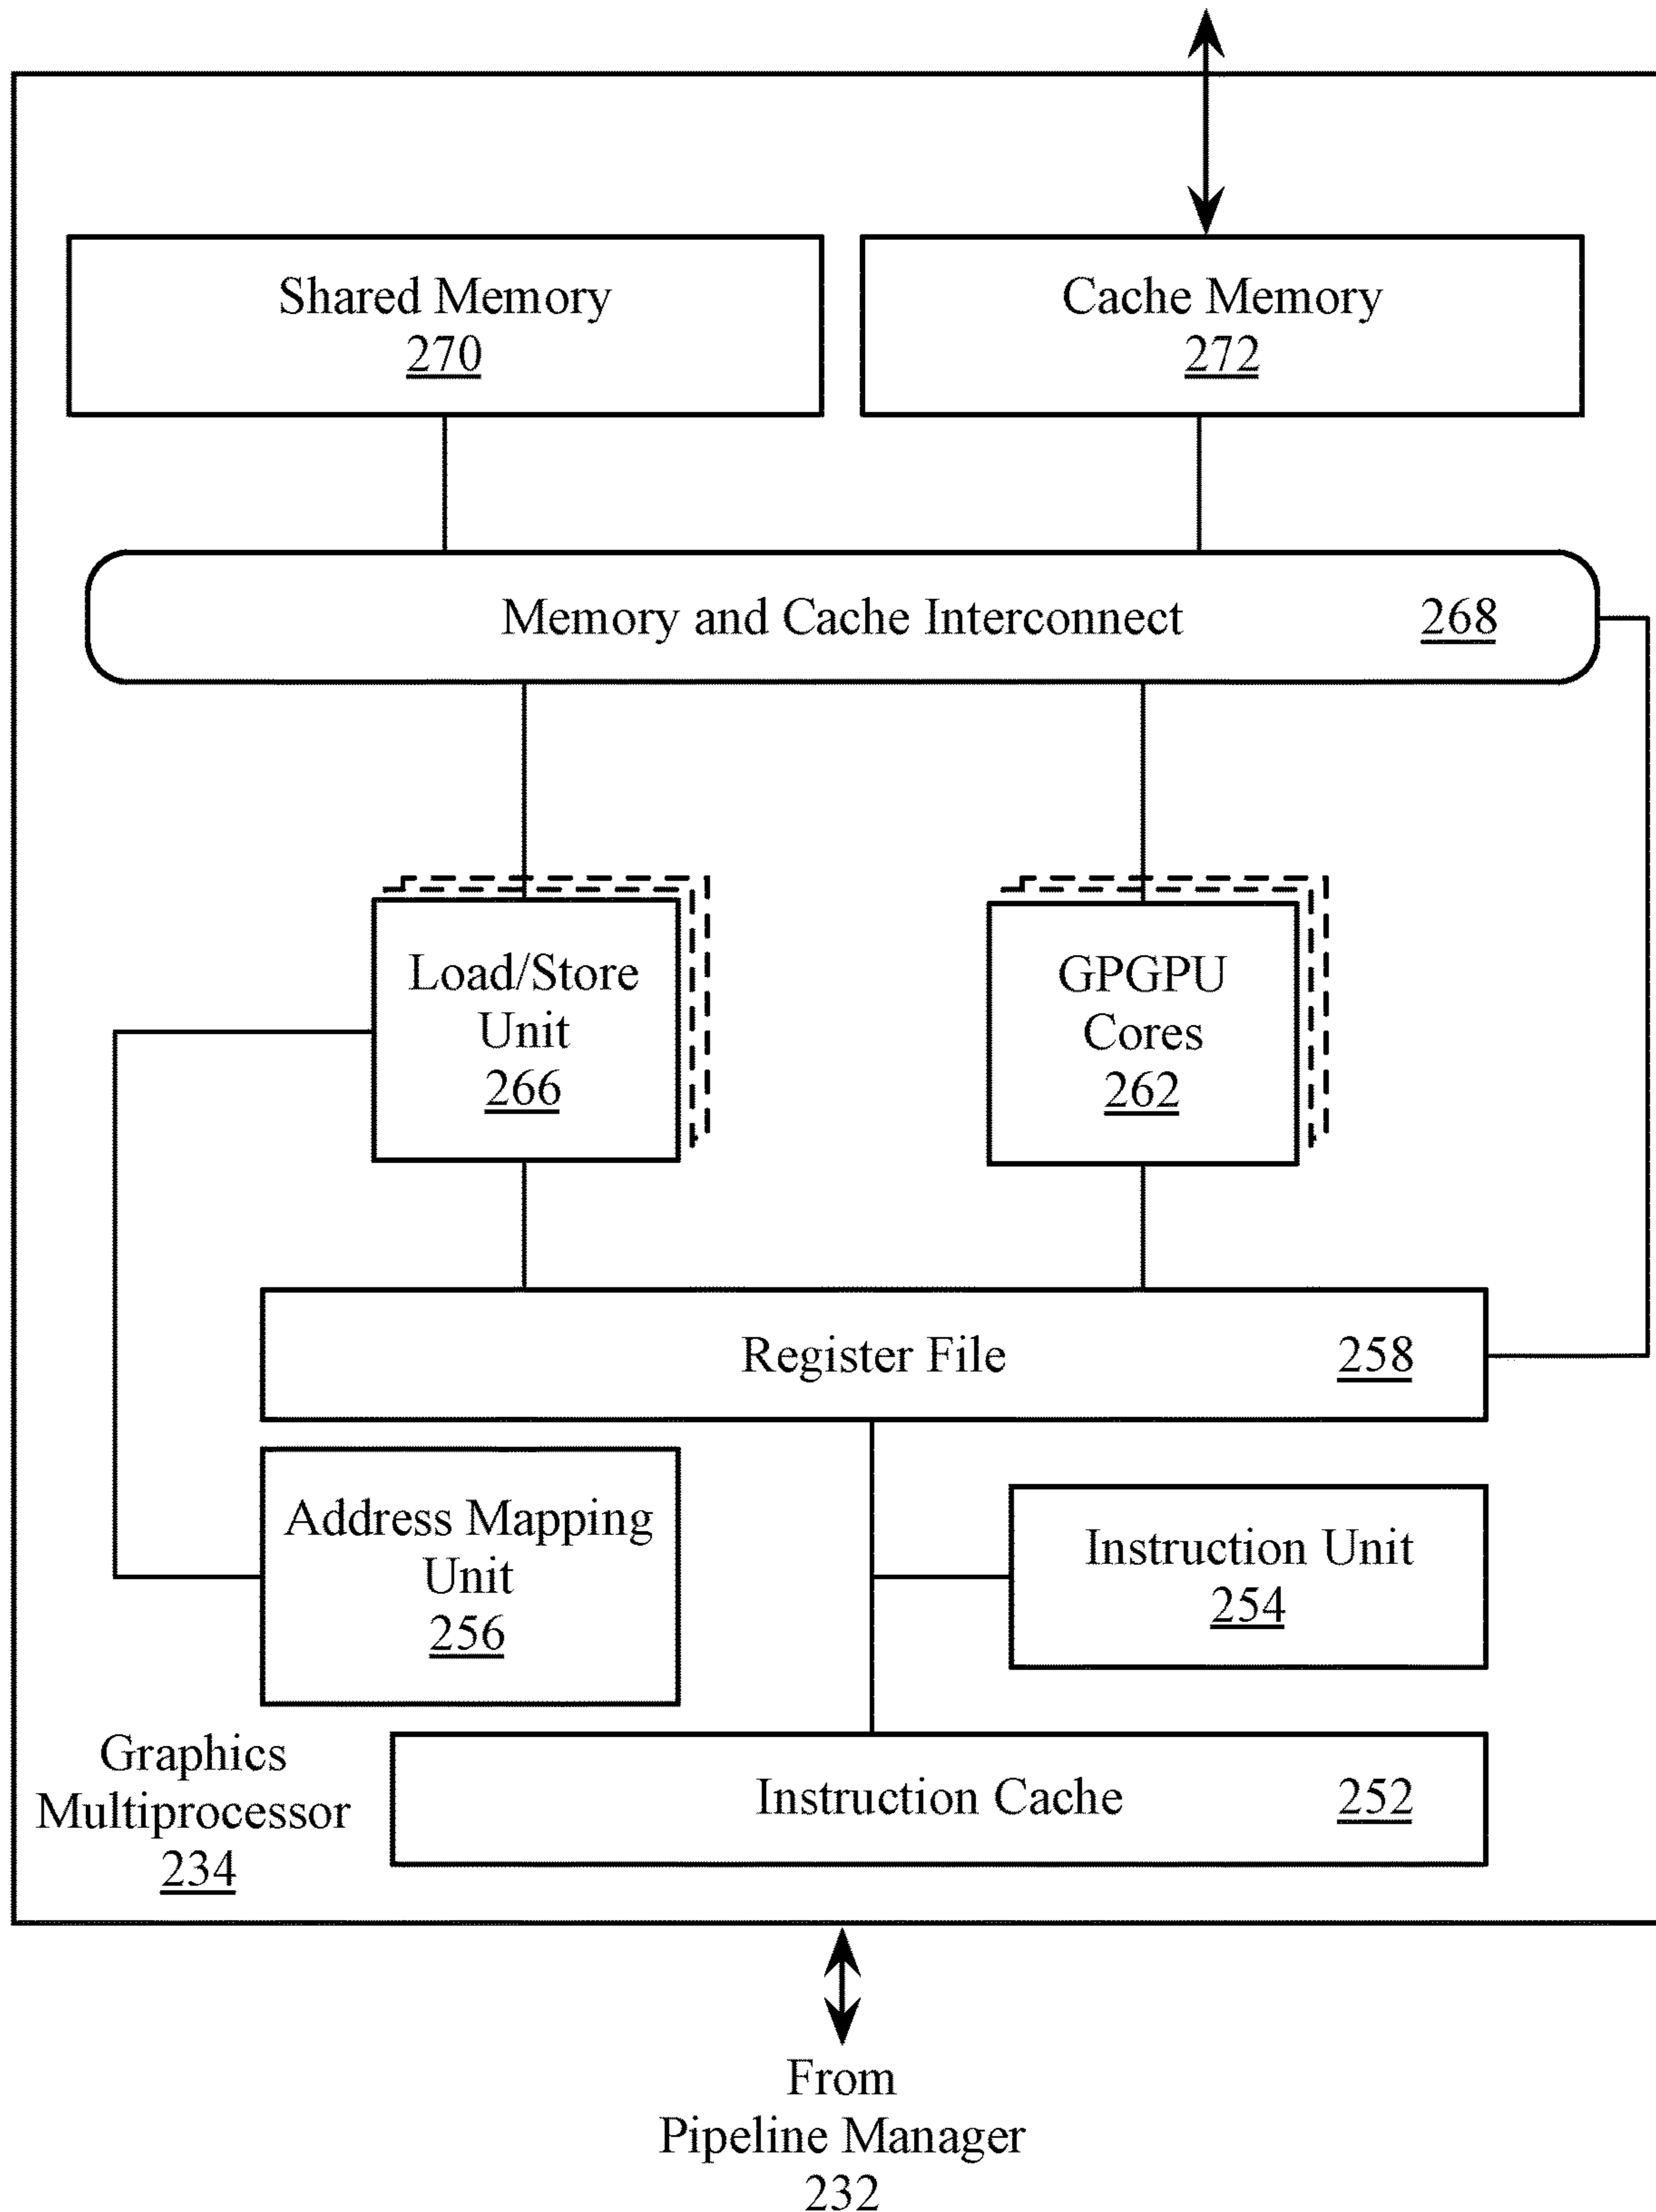 Shared Memory
270
Cache Memory
272
Memory and Cache Interconnect 268
Load/Store
Unit
266
GPGPU
Cores
262
Register File 258
Address Mapping
Unit
256
Instruction Unit
254
Graphics
Multiprocessor
234
Instruction Cache 252
From
Pipeline Manager
232